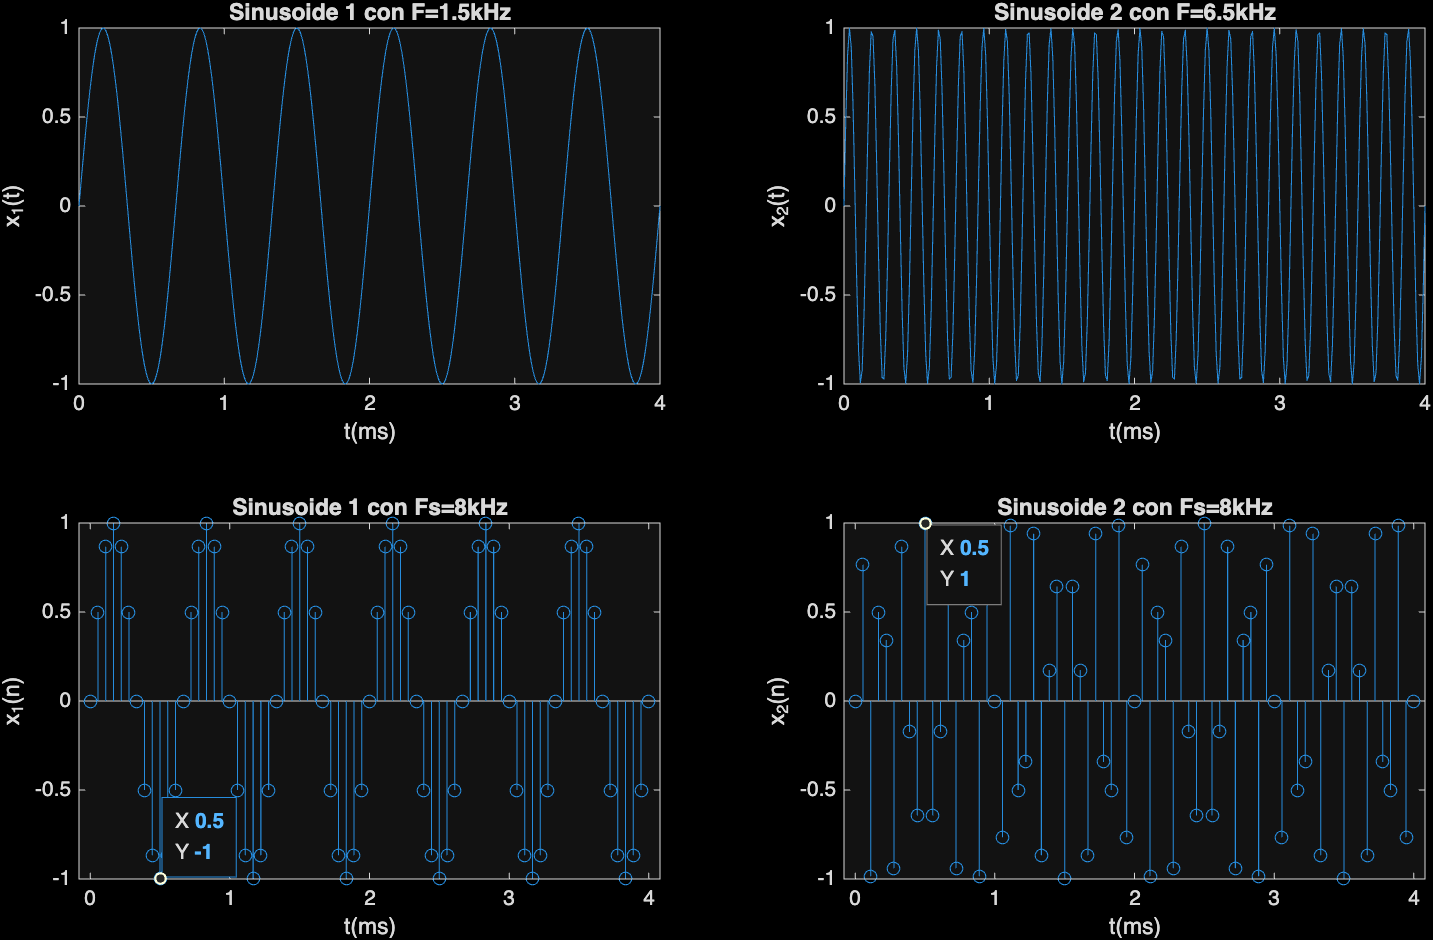 Sinusoide 1 con F=1.5kHz
1
0.5
0
-0.5
-1
x₁(t)
0 1 2 3 4
t(ms)
Sinusoide 2 con F=6.5kHz
1
0.5
0
-0.5
-1
x₂(t)
0 1 2 3 4
t(ms)
Sinusoide 1 con Fs=8kHz
1
0.5
0
-0.5
-1
x₁(n)
X 0.5
Y -1
0 1 2 3 4
t(ms)
Sinusoide 2 con Fs=8kHz
1
0.5
0
-0.5
-1
x₂(n)
X 0.5
Y 1
0 1 2 3 4
t(ms)